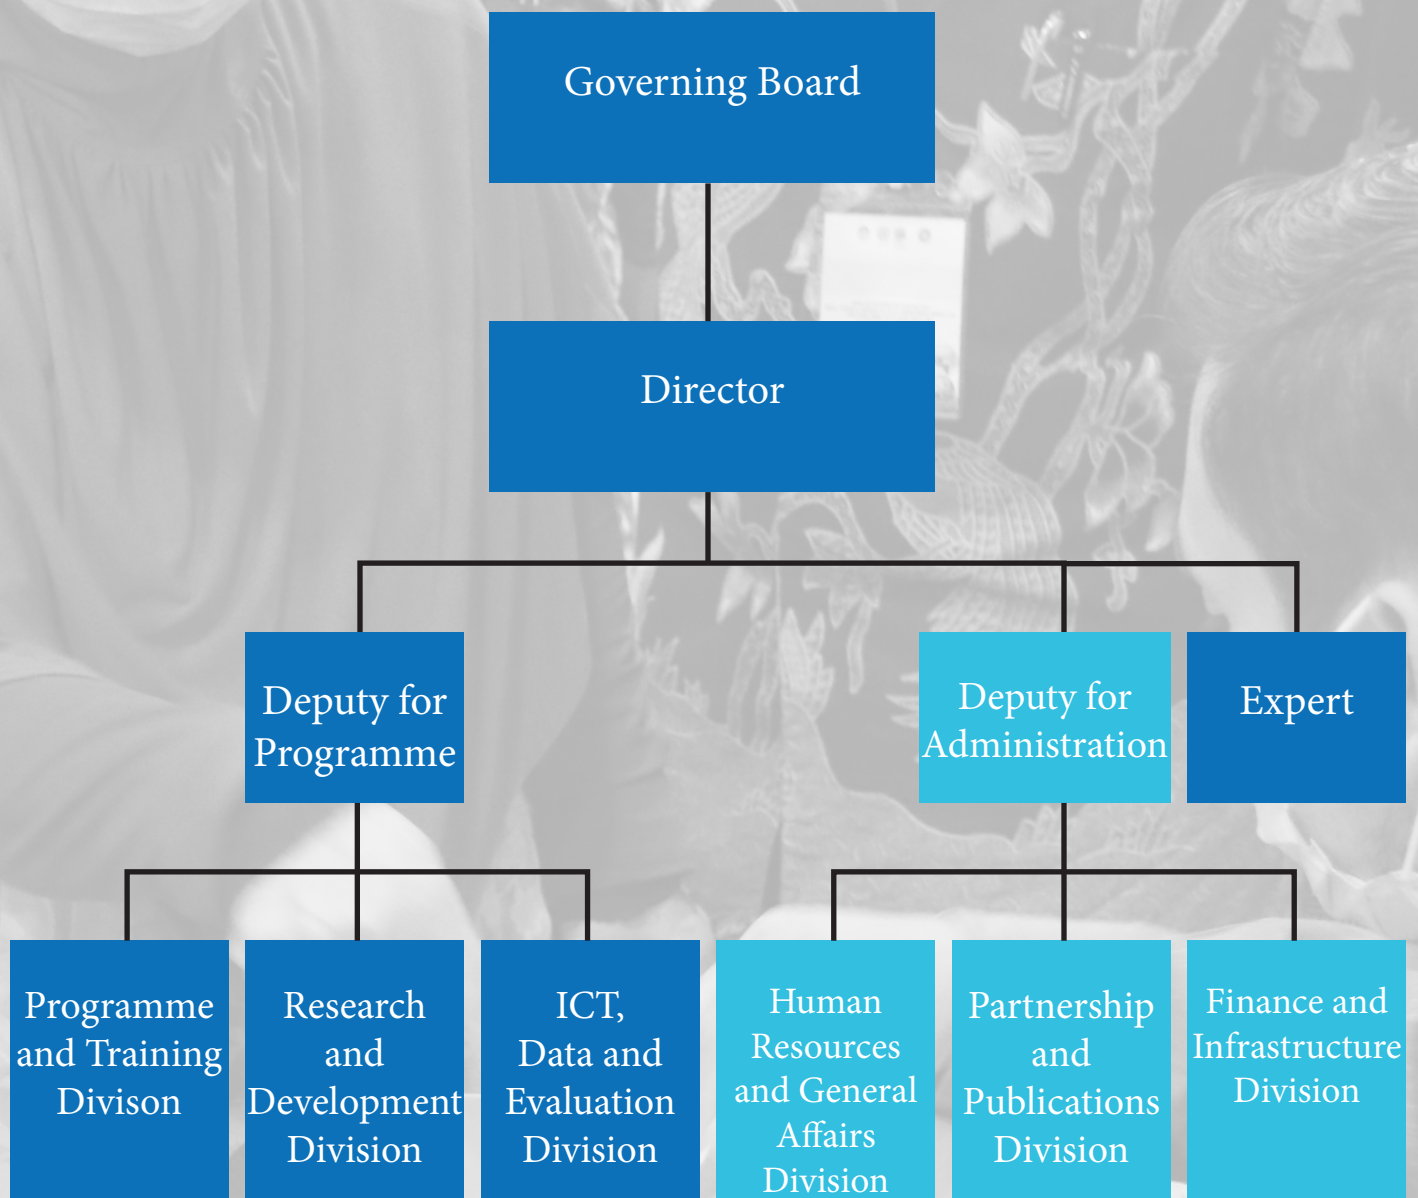 Governing Board
Director
Deputy for
Programme
Deputy for
Administration
Expert
Programme
and Training
Divison
Research
and
Development
Division
ICT,
Data and
Evaluation
Division
Human
Resources
and General
Affairs
Division
Partnership
and
Publications
Division
Finance and
Infrastructure
Division